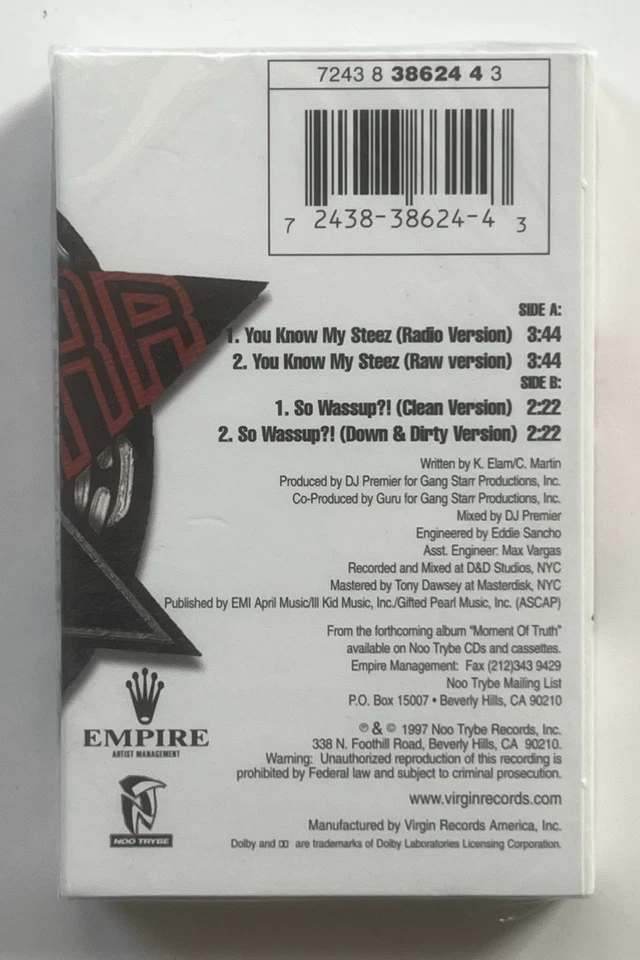 7243 8 38624 4 3
7 2438-38624-4 3
SIDE A:
1. You Know My Steez (Radio Version) 3:44
2. You Know My Steez (Raw version) 3:44
SIDE B:
1. So Wassup?! (Clean Version) 2:22
2. So Wassup?! (Down & Dirty Version) 2:22
Written by K. Elam/C. Martin
Produced by DJ Premier for Gang Starr Productions, Inc.
Co-Produced by Guru for Gang Starr Productions, Inc.
Mixed by DJ Premier
Engineered by Eddie Sancho
Asst. Engineer: Max Vargas
Recorded and Mixed at D&D Studios, NYC
Mastered by Tony Dawsey at Masterdisk, NYC
Published by EMI April Music/Ill Kid Music, Inc./Gifted Pearl Music, Inc. (ASCAP)
From the forthcoming album "Moment Of Truth"
available on Noo Trybe CDs and cassettes.
Empire Management: Fax (212)343 9429
Noo Trybe Mailing List
P.O. Box 15007 • Beverly Hills, CA 90210
℗ & © 1997 Noo Trybe Records, Inc.
338 N. Foothill Road, Beverly Hills, CA 90210.
Warning: Unauthorized reproduction of this recording is
prohibited by Federal law and subject to criminal prosecution.
www.virginrecords.com
Manufactured by Virgin Records America, Inc.
Dolby and are trademarks of Dolby Laboratories Licensing Corporation.
EMPIRE
ARTIST MANAGEMENT
NOO TRYBE